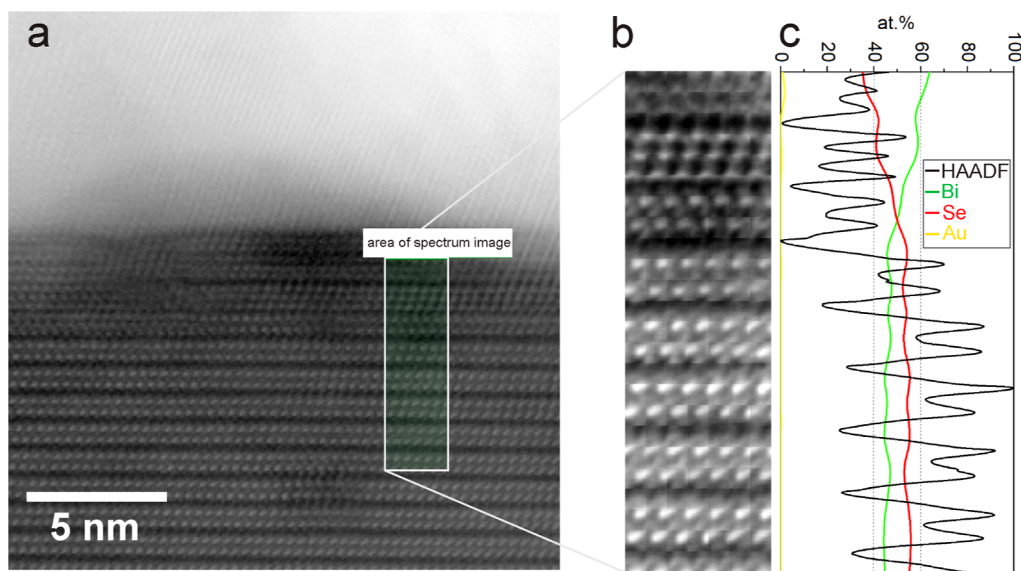 a
area of spectrum image
5 nm
b
c
at.%
0
20
40
60
80
100
HAADF
Bi
Se
Au